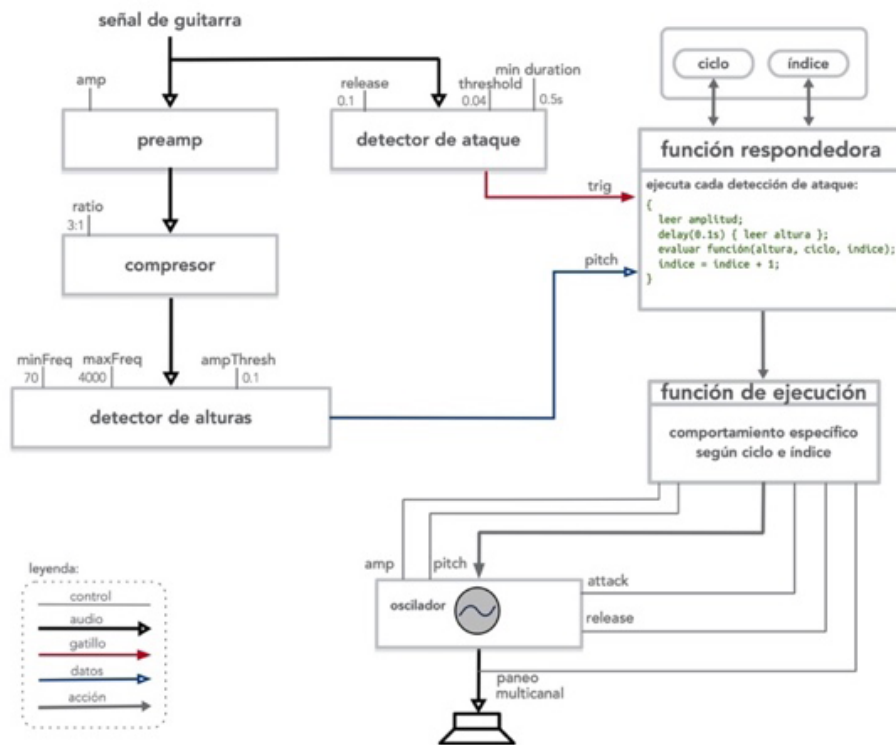 señal de guitarra
amp
preamp
release
0.1
threshold
0.04
min duration
0.5s
detector de ataque
ciclo
índice
función respondedora
ejecuta cada detección de ataque:
{
leer amplitud;
delay(0.1s) { leer altura };
evaluar función(altura, ciclo, índice);
índice = índice + 1;
}
trig
pitch
ratio
3:1
compresor
minFreq
70
maxFreq
4000
ampThresh
0.1
detector de alturas
función de ejecución
comportamiento específico
según ciclo e índice
amp
pitch
oscilador
attack
release
paneo
multicanal
leyenda:
control
audio
gatillo
datos
acción